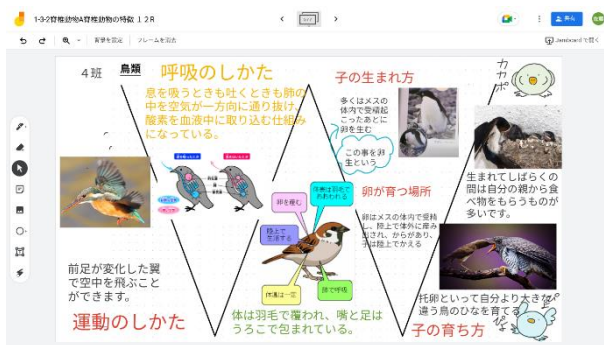 1-3-2脊椎動物A脊椎動物の特徴 12R
背景を設定
フレームを消去
共有
Jamboard で開く
4班
鳥類
呼吸のしかた
息を吸うときも吐くときも肺の
中を空気が一方向に通り抜け、
酸素を血液中に取り込む仕組み
になっている。
子の生まれ方
多くはメスの
体内で受精起
こったあとに
卵を生む
この事を卵
生という
カカポ
生まれてしばらくの
間は自分の親から食
べ物をもらうものが
多いです。
卵が育つ場所
卵はメスの体内で受精
し、陸上で体外に産み
出され、からがあり、
子は陸上でかえる
卵を産む
体表は羽毛で
おおわれる
陸上で
生活する
体温は一定
肺で呼吸
前足が変化した翼
で空中を飛ぶこと
ができます。
運動のしかた
体は羽毛で覆われ、嘴と足は
うろこで包まれている。
托卵といって自分より大きな
違う鳥のひなを育てる
子の育ち方